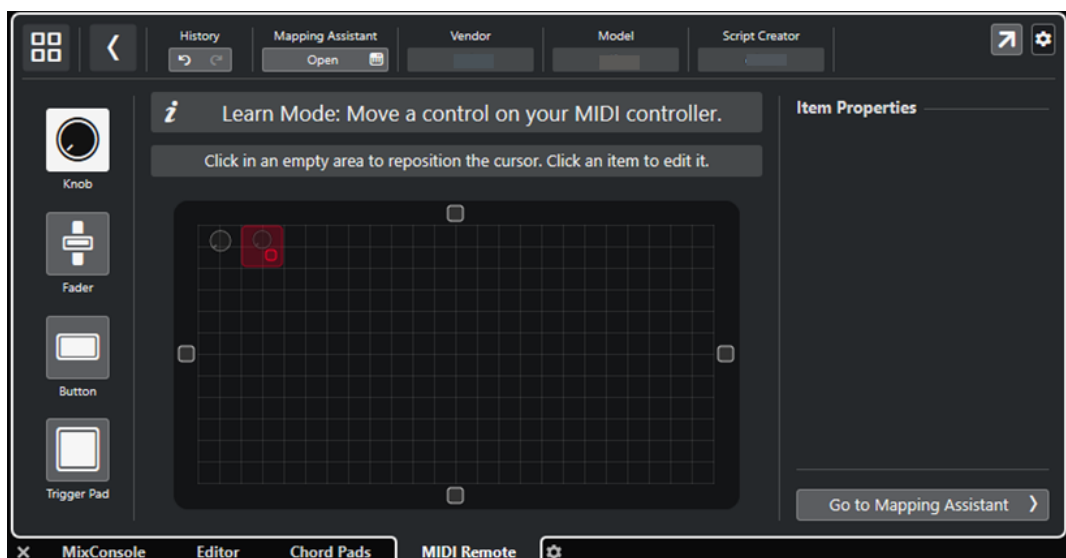 History
Mapping Assistant
Vendor
Model
Script Creator
Open
i Learn Mode: Move a control on your MIDI controller.
Click in an empty area to reposition the cursor. Click an item to edit it.
Item Properties
Knob
Fader
Button
Trigger Pad
Go to Mapping Assistant
MixConsole Editor Chord Pads MIDI Remote